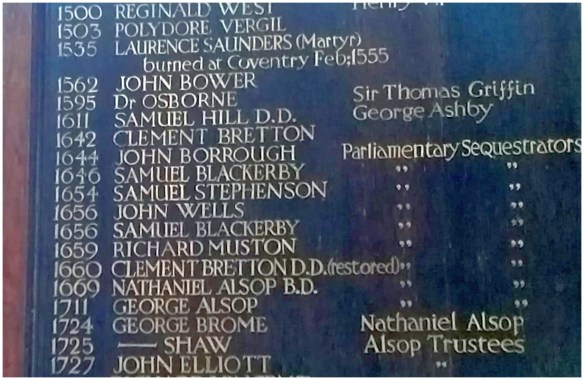 1500 REGINALD WEST Henry VII
1503 POLYDORE VERGIL
1535 LAURENCE SAUNDERS (Martyr)
burned at Coventry Feb:1555
1562 JOHN BOWER
1595 Dr OSBORNE Sir Thomas Griffin
1611 SAMUEL HILL D.D. George Ashby
1642 CLEMENT BRETTON
1644 JOHN BORROUGH Parliamentary Sequestrators
1646 SAMUEL BLACKERBY " "
1654 SAMUEL STEPHENSON " "
1656 JOHN WELLS " "
1656 SAMUEL BLACKERBY " "
1659 RICHARD MUSTON " "
1660 CLEMENT BRETTON D.D. (restored) " "
1669 NATHANIEL ALSOP B.D. " "
1711 GEORGE ALSOP " "
1724 GEORGE BROME Nathaniel Alsop
1725 — SHAW Alsop Trustees
1727 JOHN ELLIOTT "